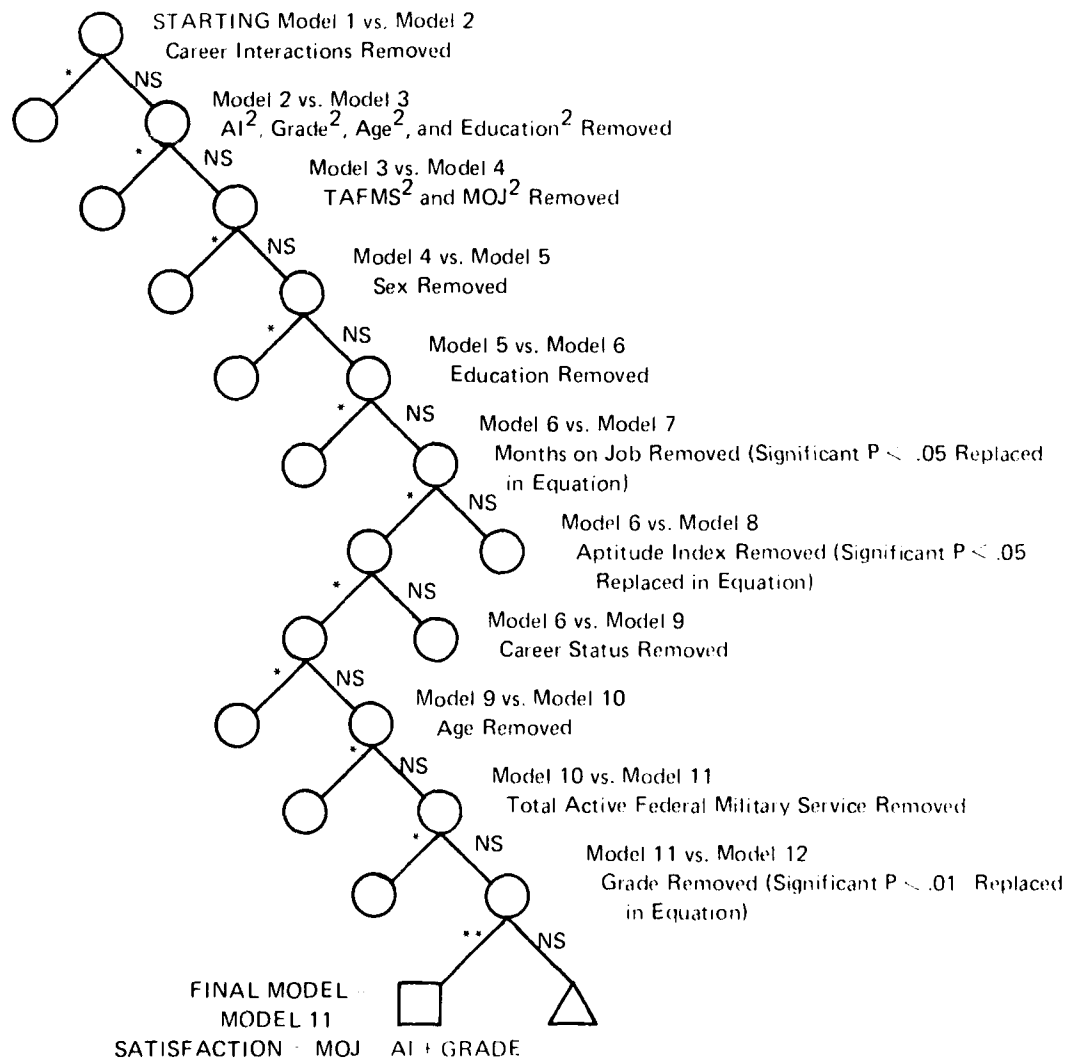 STARTING Model 1 vs. Model 2
Career Interactions Removed
* NS
Model 2 vs. Model 3
AI², Grade², Age², and Education² Removed
* NS
Model 3 vs. Model 4
TAFMS² and MOJ² Removed
* NS
Model 4 vs. Model 5
Sex Removed
* NS
Model 5 vs. Model 6
Education Removed
* NS
Model 6 vs. Model 7
Months on Job Removed (Significant P < .05 Replaced
in Equation)
* NS
Model 6 vs. Model 8
Aptitude Index Removed (Significant P < .05
Replaced in Equation)
* NS
Model 6 vs. Model 9
Career Status Removed
* NS
Model 9 vs. Model 10
Age Removed
* NS
Model 10 vs. Model 11
Total Active Federal Military Service Removed
* NS
Model 11 vs. Model 12
Grade Removed (Significant P < .01 Replaced
in Equation)
** NS
FINAL MODEL
MODEL 11
SATISFACTION MOJ AI + GRADE